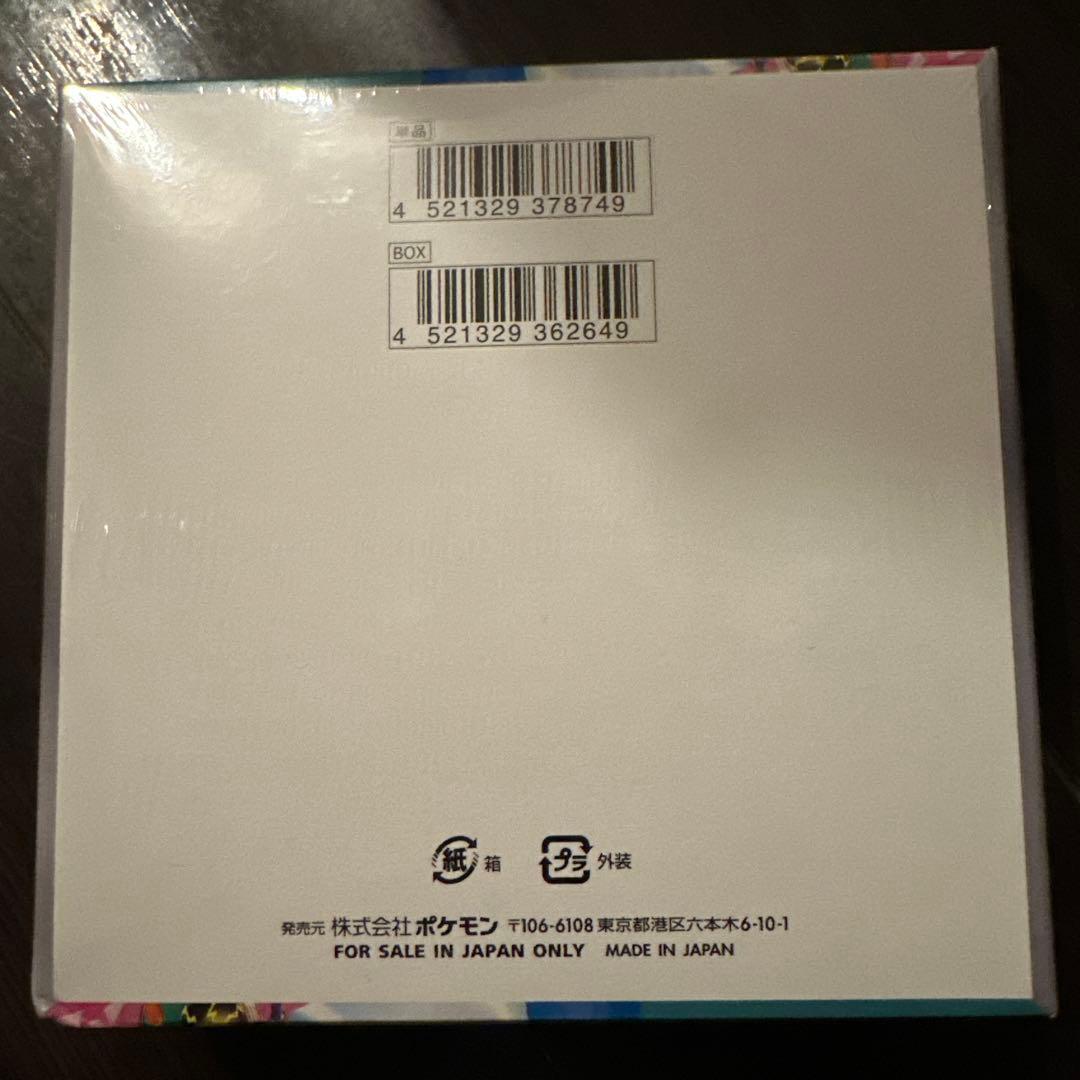 単品
4 521329 378749
BOX
4 521329 362649
紙 箱 プラ 外装
発売元 株式会社ポケモン 〒106-6108 東京都港区六本木6-10-1
FOR SALE IN JAPAN ONLY MADE IN JAPAN